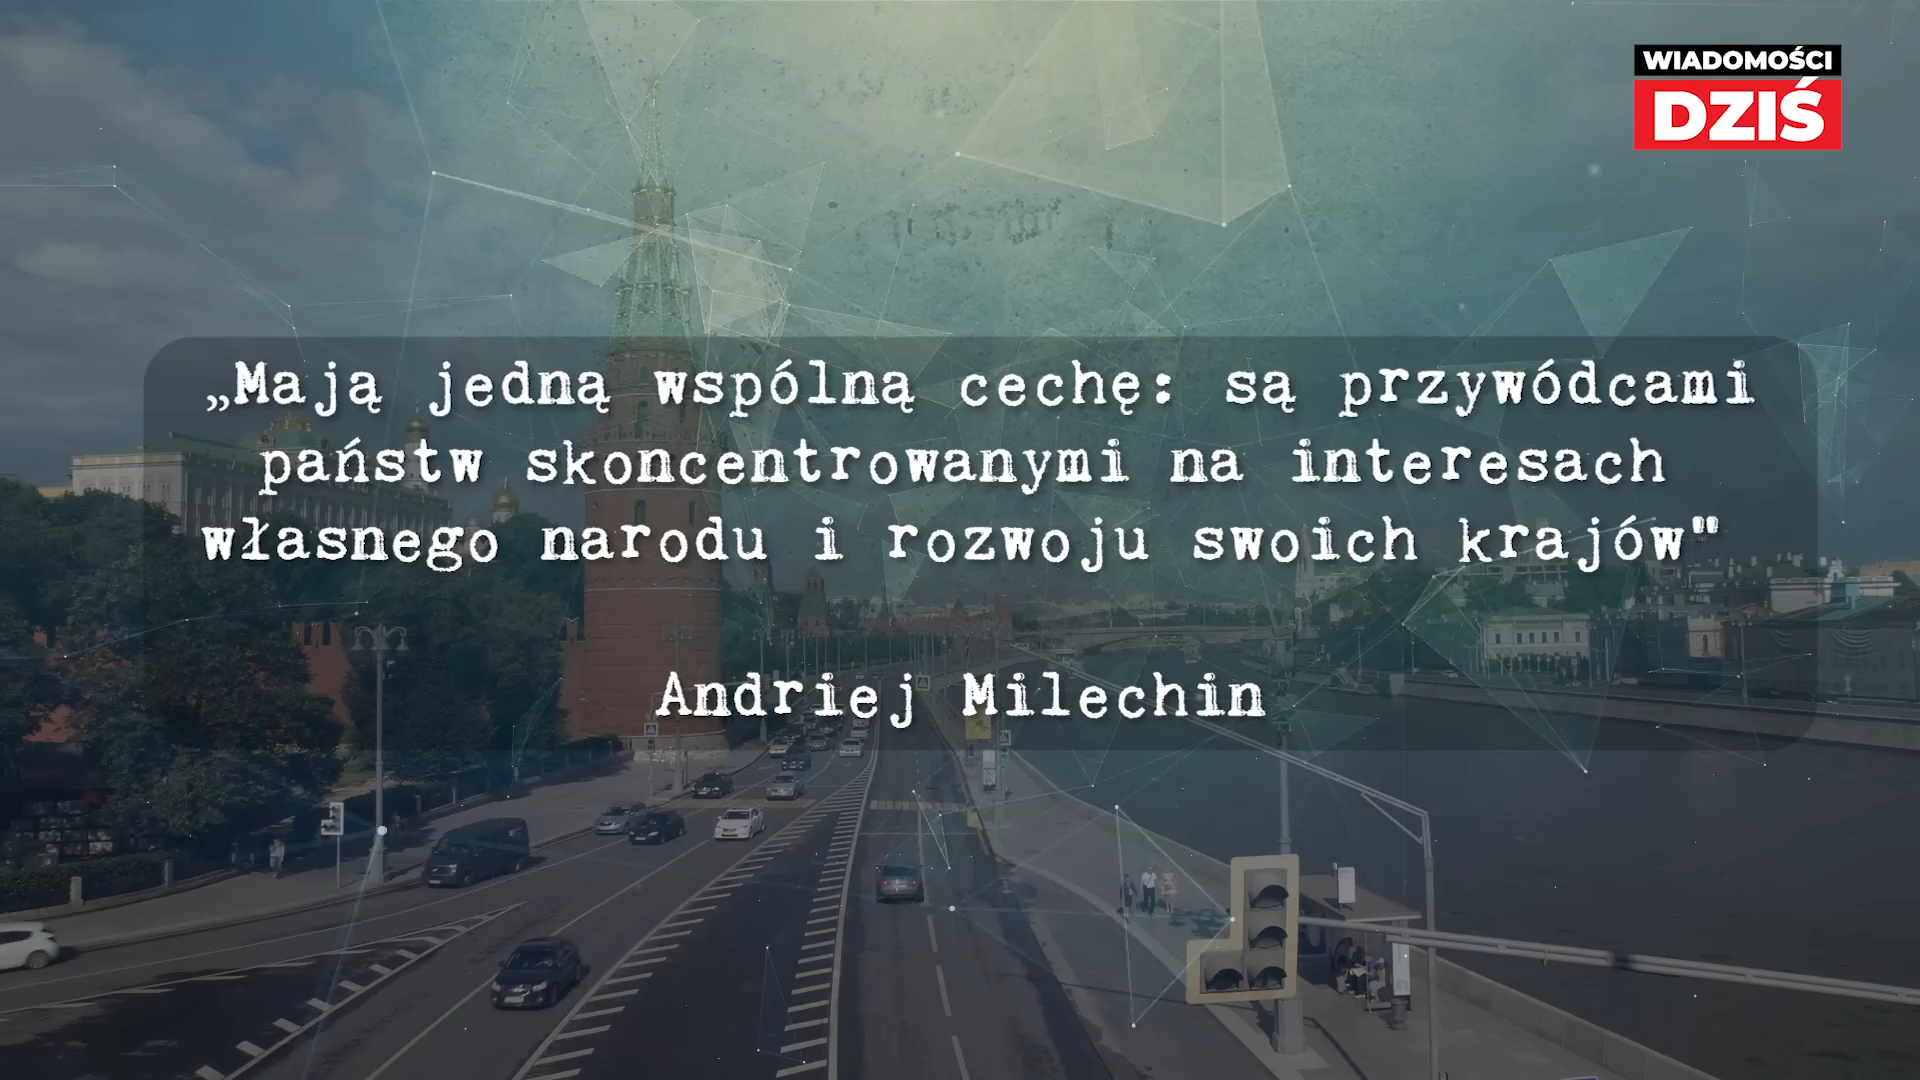 WIADOMOŚCI
DZIŚ
„Mają jedną wspólną cechę: są przywódcami
państw skoncentrowanymi na interesach
własnego narodu i rozwoju swoich krajów"
Andriej Milechin